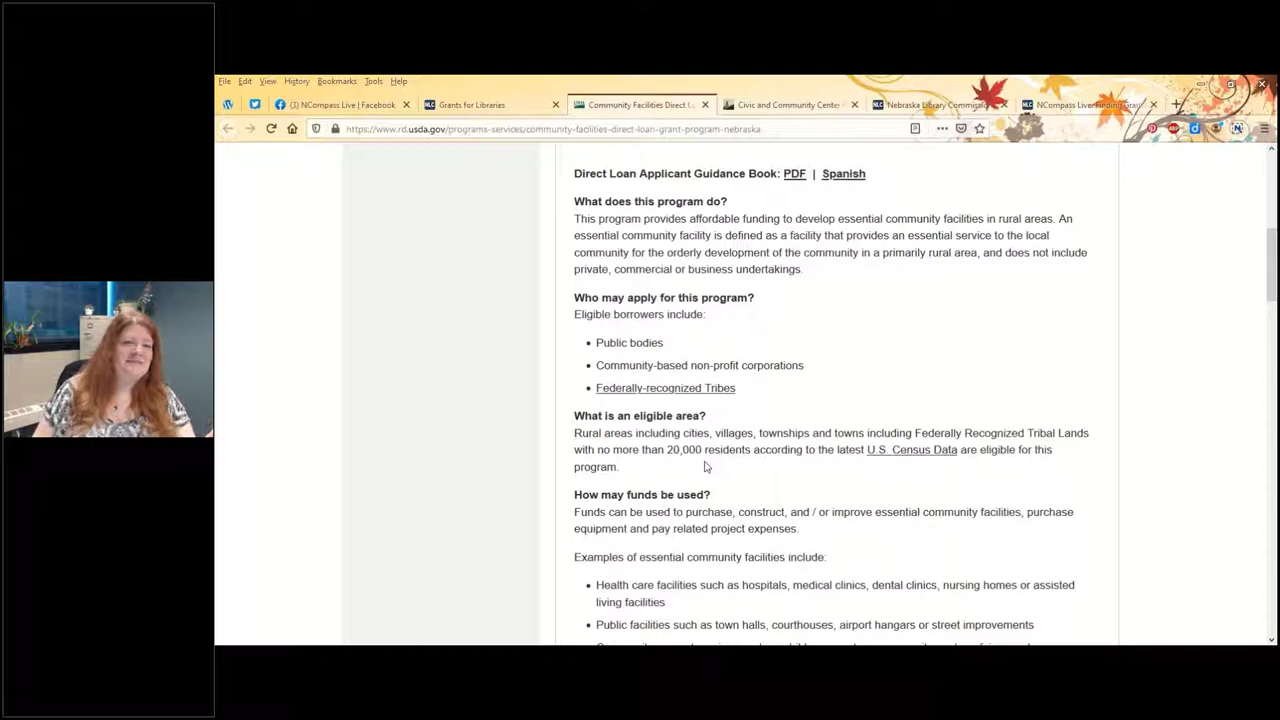 File Edit View History Bookmarks Tools Help
(3) NCompass Live | Facebook
Grants for Libraries
Community Facilities Direct L
Civic and Community Center
Nebraska Library Commission
NCompass Live: Finding Gran
https://www.rd.usda.gov/programs-services/community-facilities-direct-loan-grant-program-nebraska
Direct Loan Applicant Guidance Book: PDF | Spanish
What does this program do?
This program provides affordable funding to develop essential community facilities in rural areas. An
essential community facility is defined as a facility that provides an essential service to the local
community for the orderly development of the community in a primarily rural area, and does not include
private, commercial or business undertakings.
Who may apply for this program?
Eligible borrowers include:
• Public bodies
• Community-based non-profit corporations
• Federally-recognized Tribes
What is an eligible area?
Rural areas including cities, villages, townships and towns including Federally Recognized Tribal Lands
with no more than 20,000 residents according to the latest U.S. Census Data are eligible for this
program.
How may funds be used?
Funds can be used to purchase, construct, and / or improve essential community facilities, purchase
equipment and pay related project expenses.
Examples of essential community facilities include:
• Health care facilities such as hospitals, medical clinics, dental clinics, nursing homes or assisted
living facilities
• Public facilities such as town halls, courthouses, airport hangars or street improvements